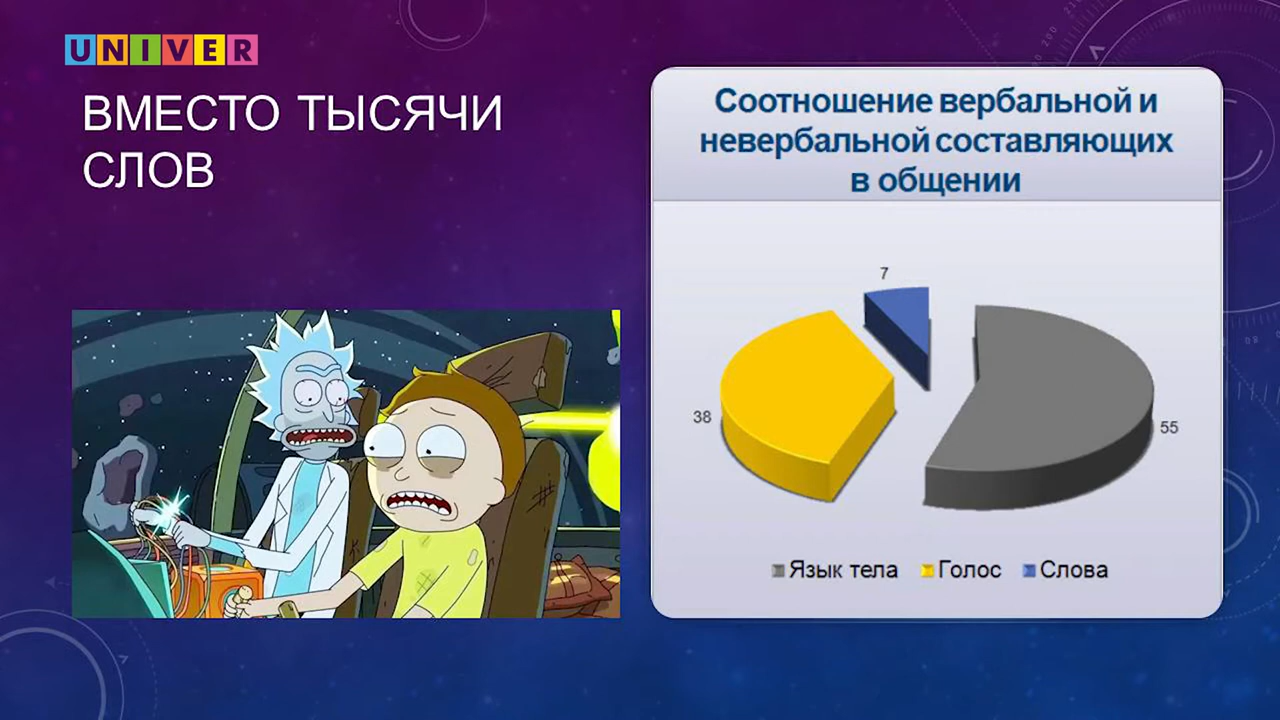 UNIVER
ВМЕСТО ТЫСЯЧИ
СЛОВ
Соотношение вербальной и
невербальной составляющих
в общении
7
38
55
Язык тела Голос Слова